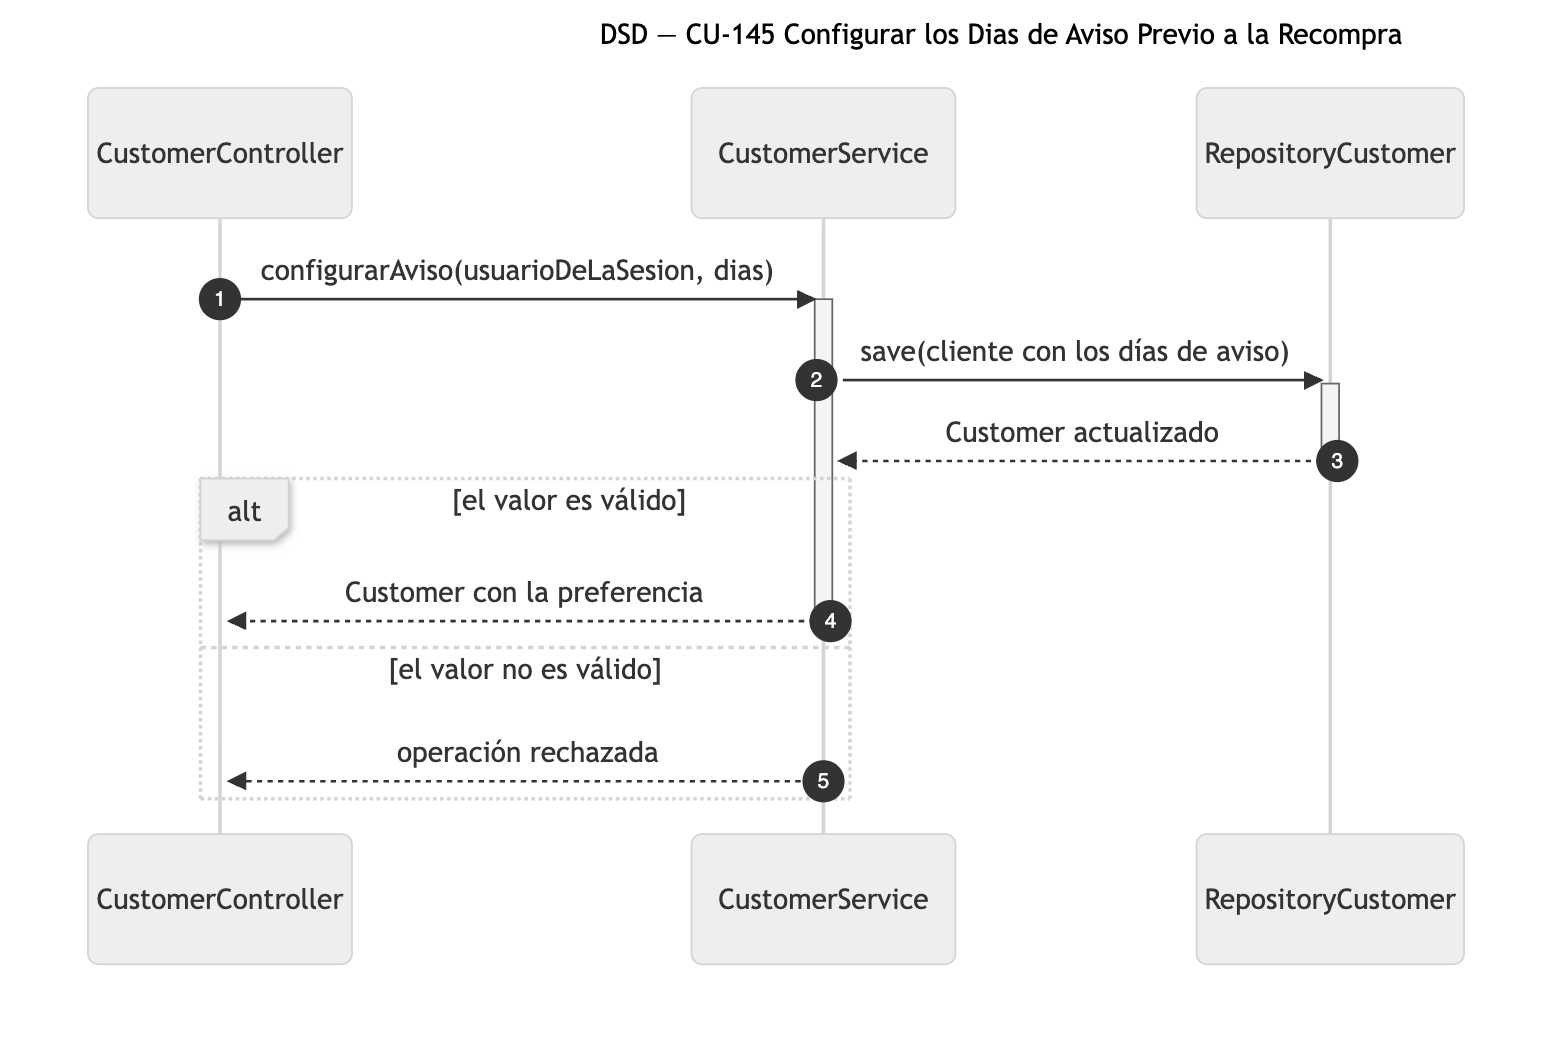 DSD — CU-145 Configurar los Dias de Aviso Previo a la Recompra
CustomerController
CustomerService
RepositoryCustomer
configurarAviso(usuarioDeLaSesion, dias)
1
save(cliente con los días de aviso)
2
Customer actualizado
3
alt
[el valor es válido]
Customer con la preferencia
4
[el valor no es válido]
operación rechazada
5
CustomerController
CustomerService
RepositoryCustomer